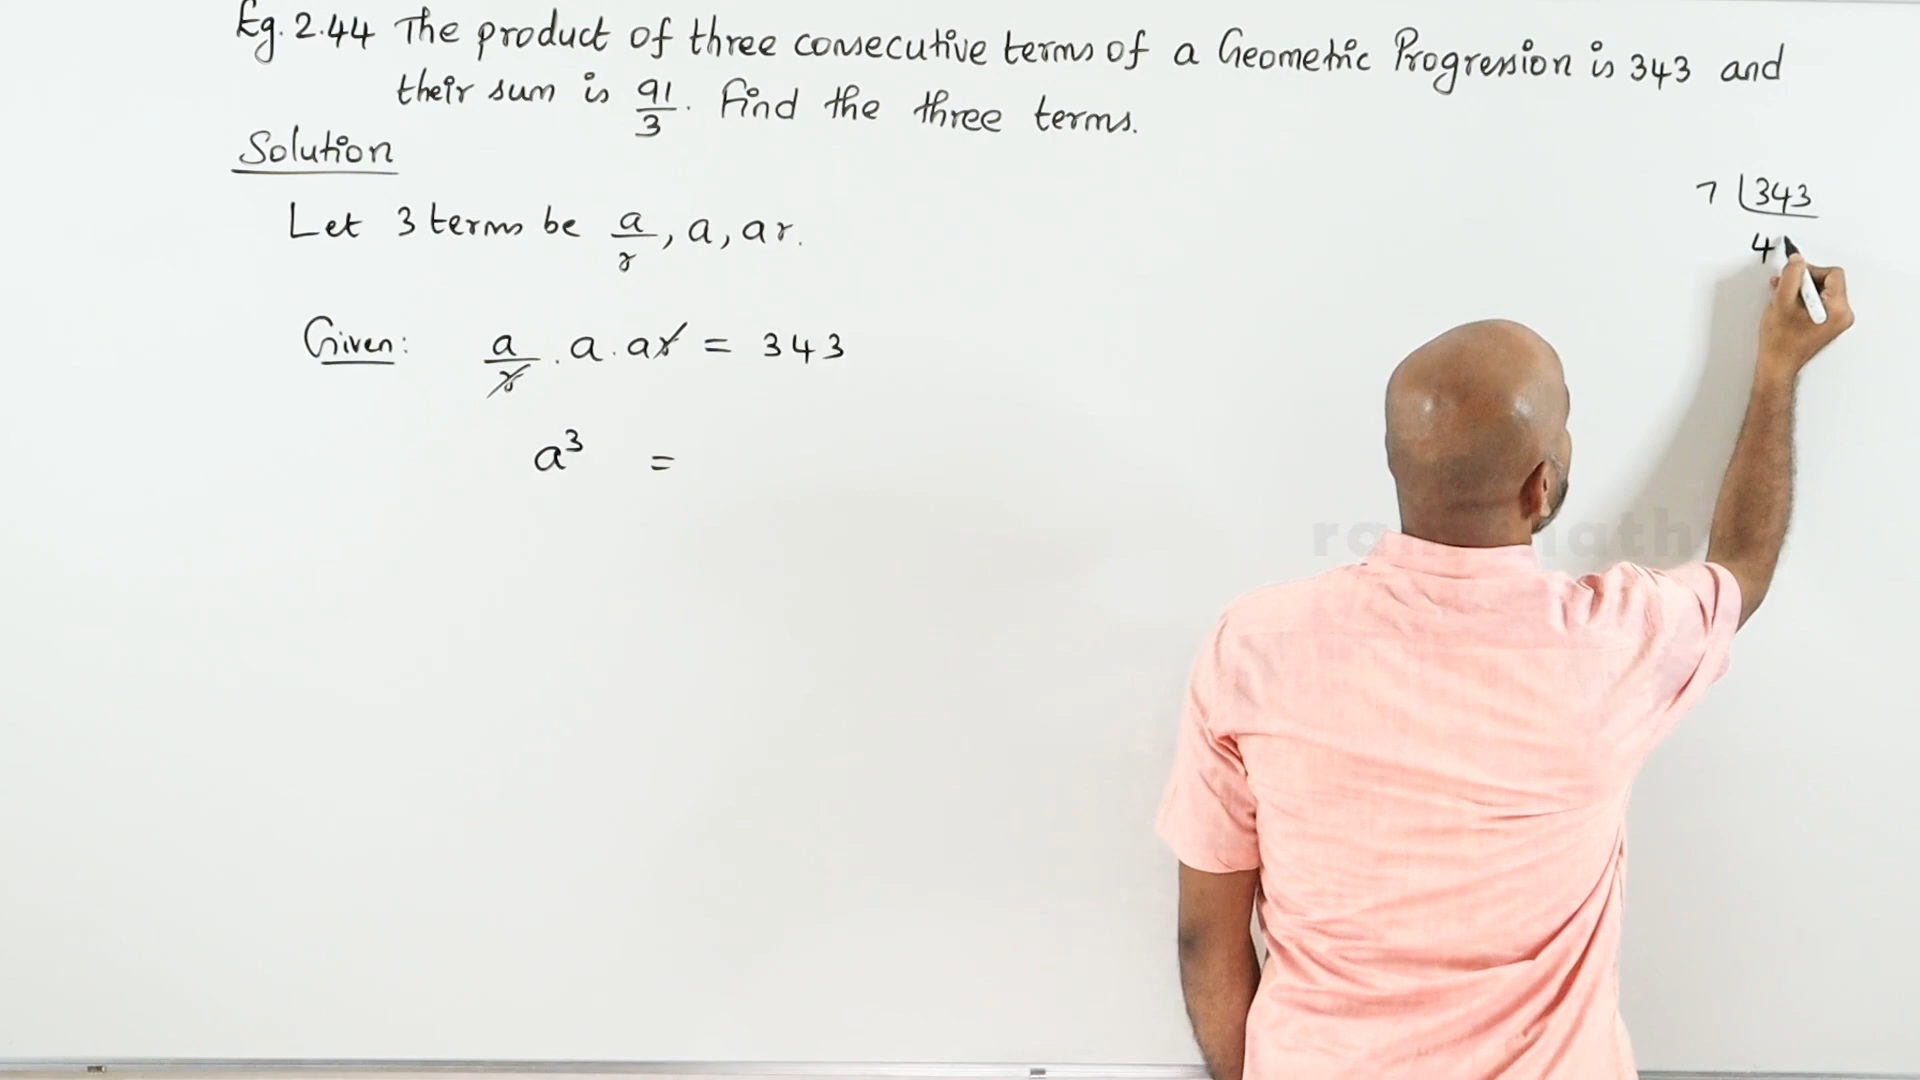 Eg. 2.44 The product of three consecutive terms of a Geometric Progression is 343 and
their sum is 91/3. Find the three terms.
Solution
Let 3 terms be a/r, a, ar.
7 | 343
4
Given: a/r . a . ar = 343
a³ =